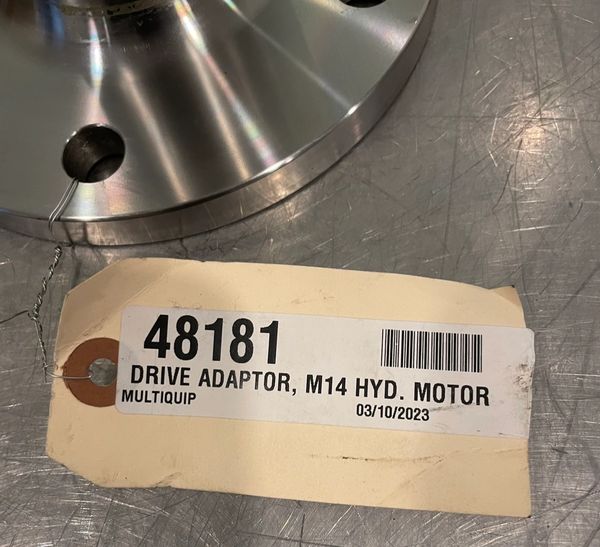 48181
DRIVE ADAPTOR, M14 HYD. MOTOR
MULTIQUIP
03/10/2023